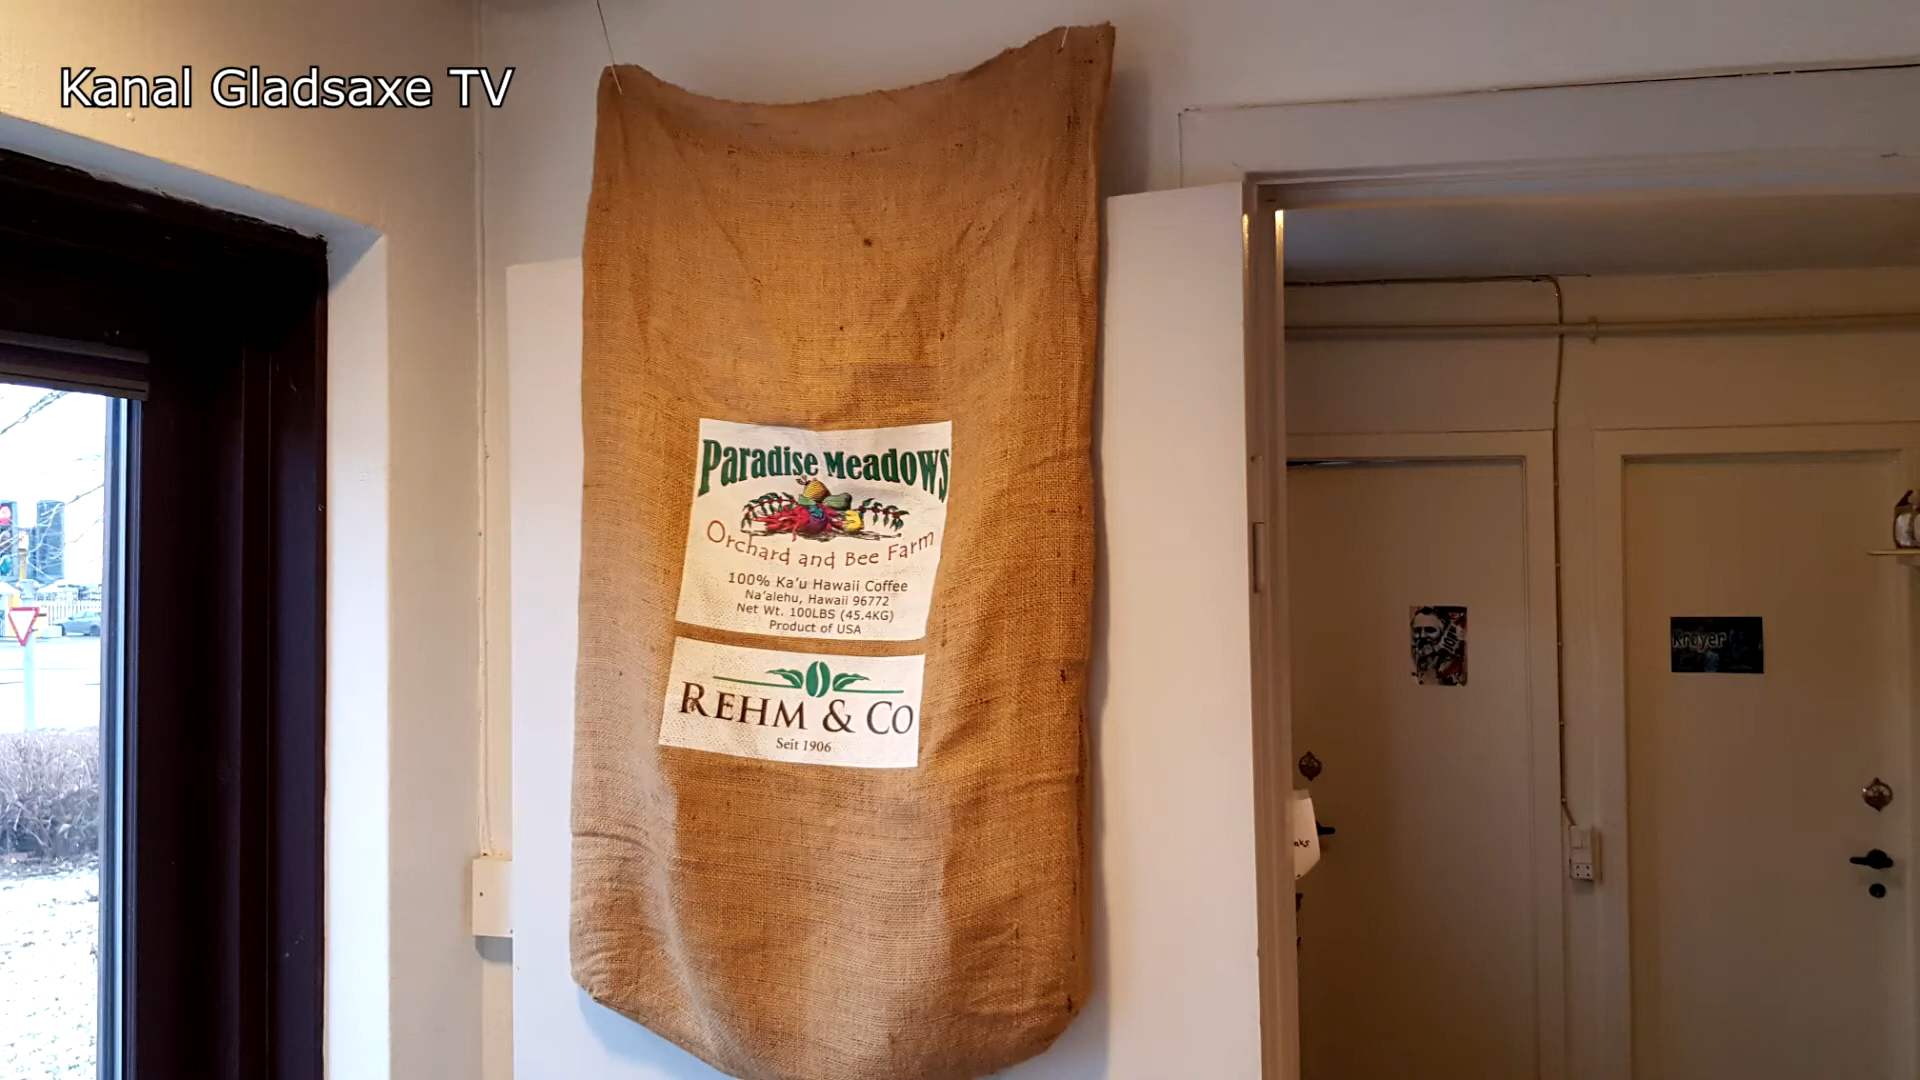 Kanal Gladsaxe TV
Paradise Meadows
Orchard and Bee Farm
100% Ka'u Hawaii Coffee
Na'alehu, Hawaii 96772
Net Wt. 100LBS (45.4KG)
Product of USA
REHM & CO
Seit 1906
Krøyer